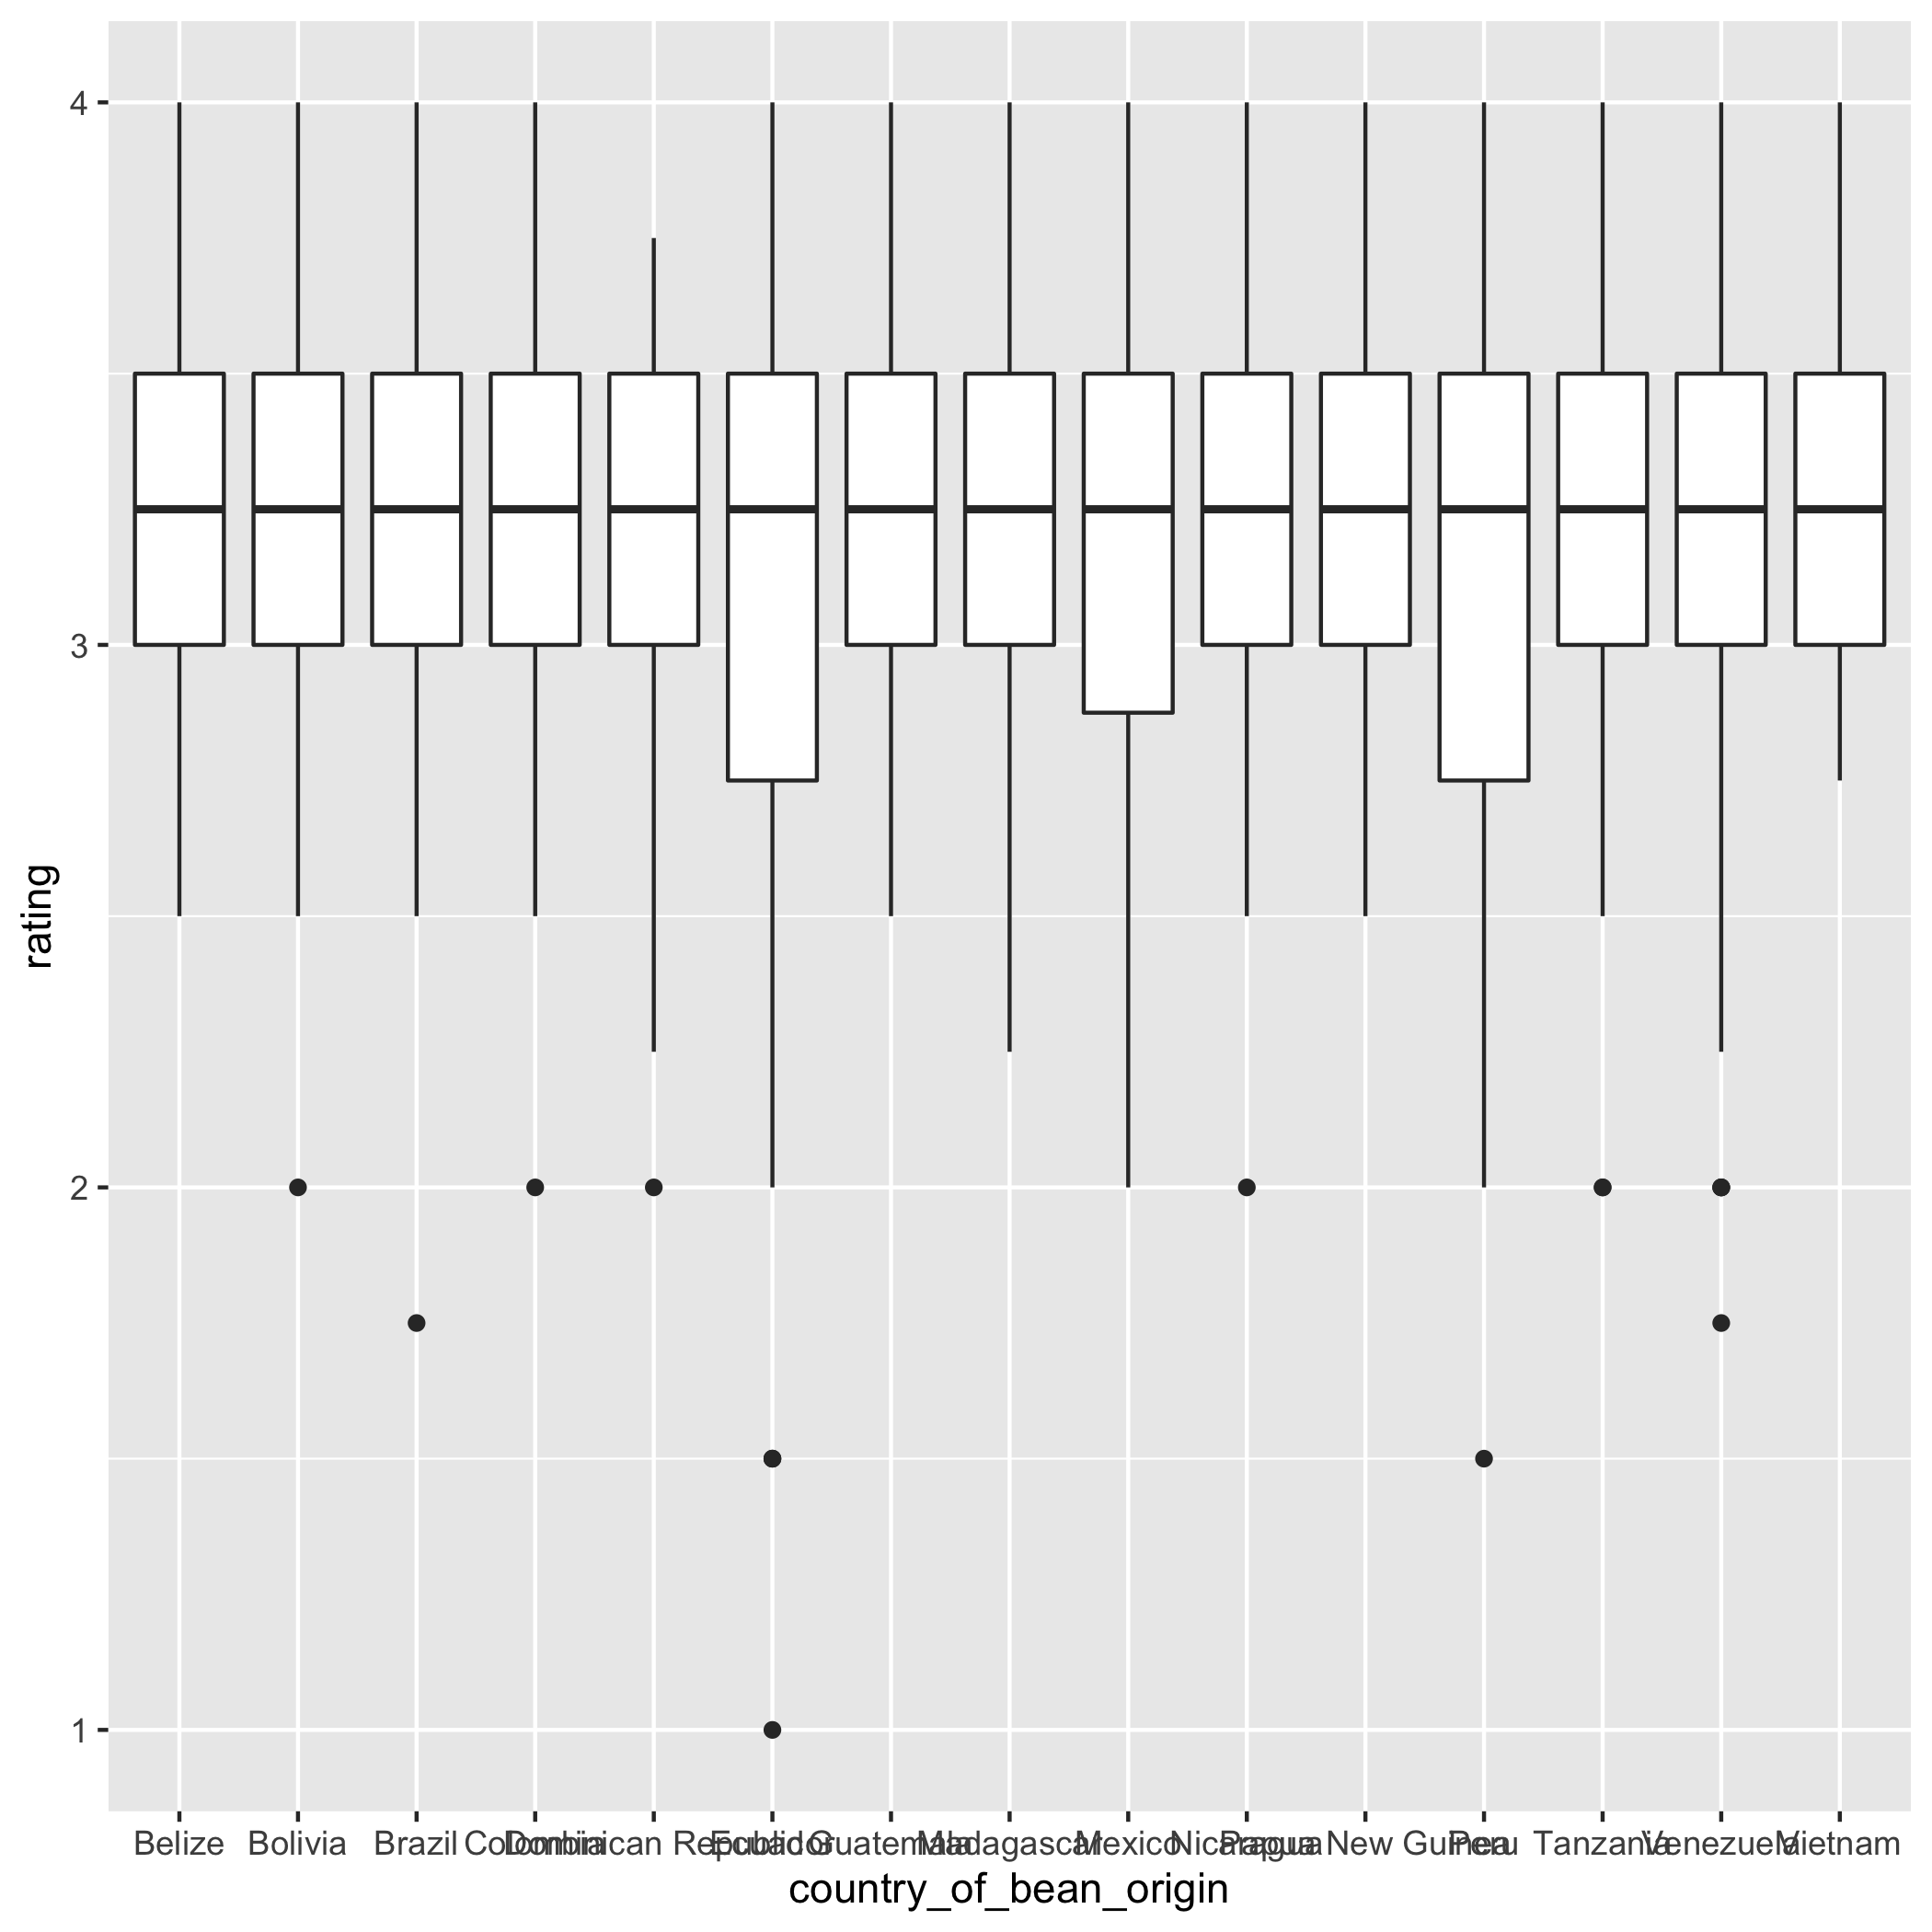 4
3
2
1
rating
Belize Bolivia Brazil Colombia Dominican Republic Ecuador Guatemala Madagascar Mexico Nicaragua Papua New Guinea Peru Tanzania Venezuela Vietnam
country_of_bean_origin